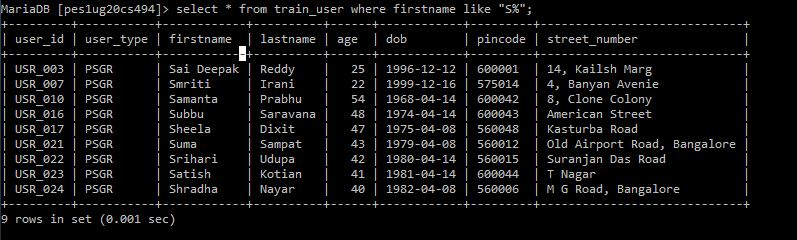 MariaDB [pes1ug20cs494]> select * from train_user where firstname like "S%";
+---------+-----------+------------+----------+------+------------+---------+-----------------------------+
| user_id | user_type | firstname  | lastname | age  | dob        | pincode | street_number               |
+---------+-----------+------------+----------+------+------------+---------+-----------------------------+
| USR_003 | PSGR      | Sai Deepak | Reddy    |   25 | 1996-12-12 | 600001  | 14, Kailsh Marg             |
| USR_007 | PSGR      | Smriti     | Irani    |   22 | 1999-12-16 | 575014  | 4, Banyan Avenie            |
| USR_010 | PSGR      | Samanta    | Prabhu   |   54 | 1968-04-14 | 600042  | 8, Clone Colony             |
| USR_016 | PSGR      | Subbu      | Saravana |   48 | 1974-04-14 | 600043  | American Street             |
| USR_017 | PSGR      | Sheela     | Dixit    |   47 | 1975-04-08 | 560048  | Kasturba Road               |
| USR_021 | PSGR      | Suma       | Sampat   |   43 | 1979-04-08 | 560012  | Old Airport Road, Bangalore |
| USR_022 | PSGR      | Srihari    | Udupa    |   42 | 1980-04-14 | 560015  | Suranjan Das Road           |
| USR_023 | PSGR      | Satish     | Kotian   |   41 | 1981-04-14 | 600044  | T Nagar                     |
| USR_024 | PSGR      | Shradha    | Nayar    |   40 | 1982-04-08 | 560006  | M G Road, Bangalore         |
+---------+-----------+------------+----------+------+------------+---------+-----------------------------+
9 rows in set (0.001 sec)